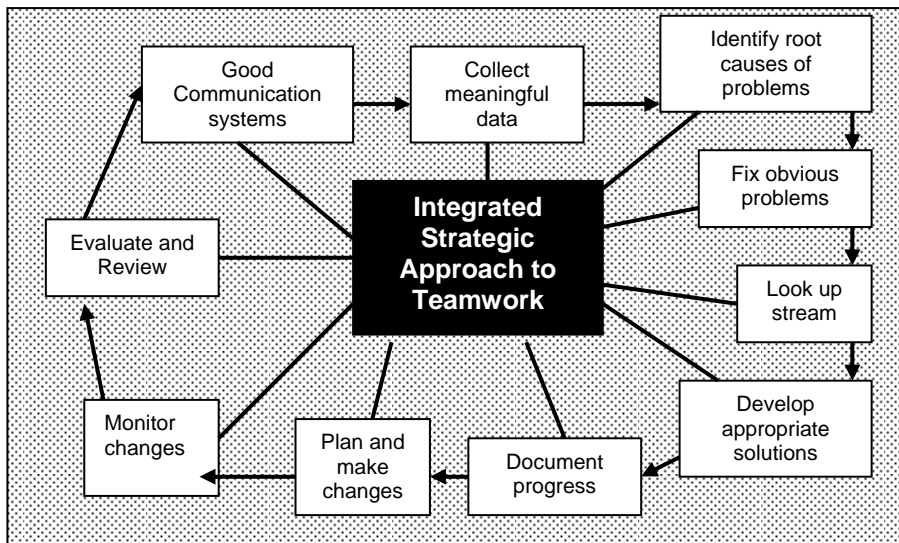 Good
Communication
systems
Collect
meaningful
data
Identify root
causes of
problems
Fix obvious
problems
Look up
stream
Develop
appropriate
solutions
Document
progress
Plan and
make
changes
Monitor
changes
Evaluate and
Review
Integrated
Strategic
Approach to
Teamwork